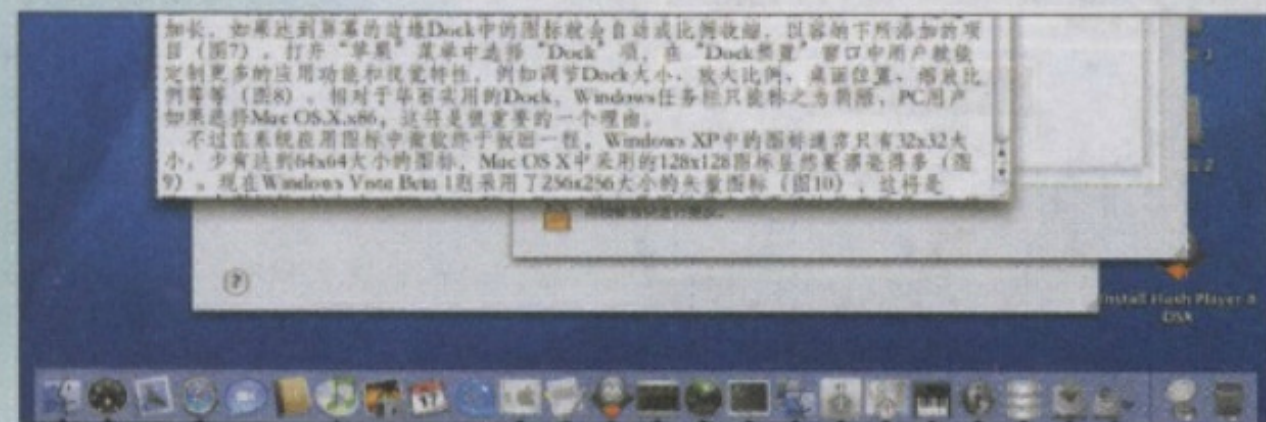 加长，如果达到屏幕的边缘Dock中的图标就会自动成比例收缩，以容纳下所添加的项
目（图7）。打开“苹果”菜单中选择“Dock”项，在“Dock预置”窗口中用户就能
定制更多的应用功能和视觉特性，例如调节Dock大小、放大比例、桌面位置、缩放比
例等等（图8）。相对于华丽实用的Dock，Windows任务栏只能称之为简陋，PC用户
如果选择Mac OS.X.x86，这将是很重要的一个理由。
不过在系统应用图标中微软终于扳回一程，Windows XP中的图标通常只有32x32大
小，少有达到64x64大小的图标，Mac OS X中采用的128x128图标显然要漂亮得多（图
9）。现在Windows Vista Beta 1则采用了256x256大小的矢量图标（图10），这将是
?
Install Flash Player 8
OSX
17